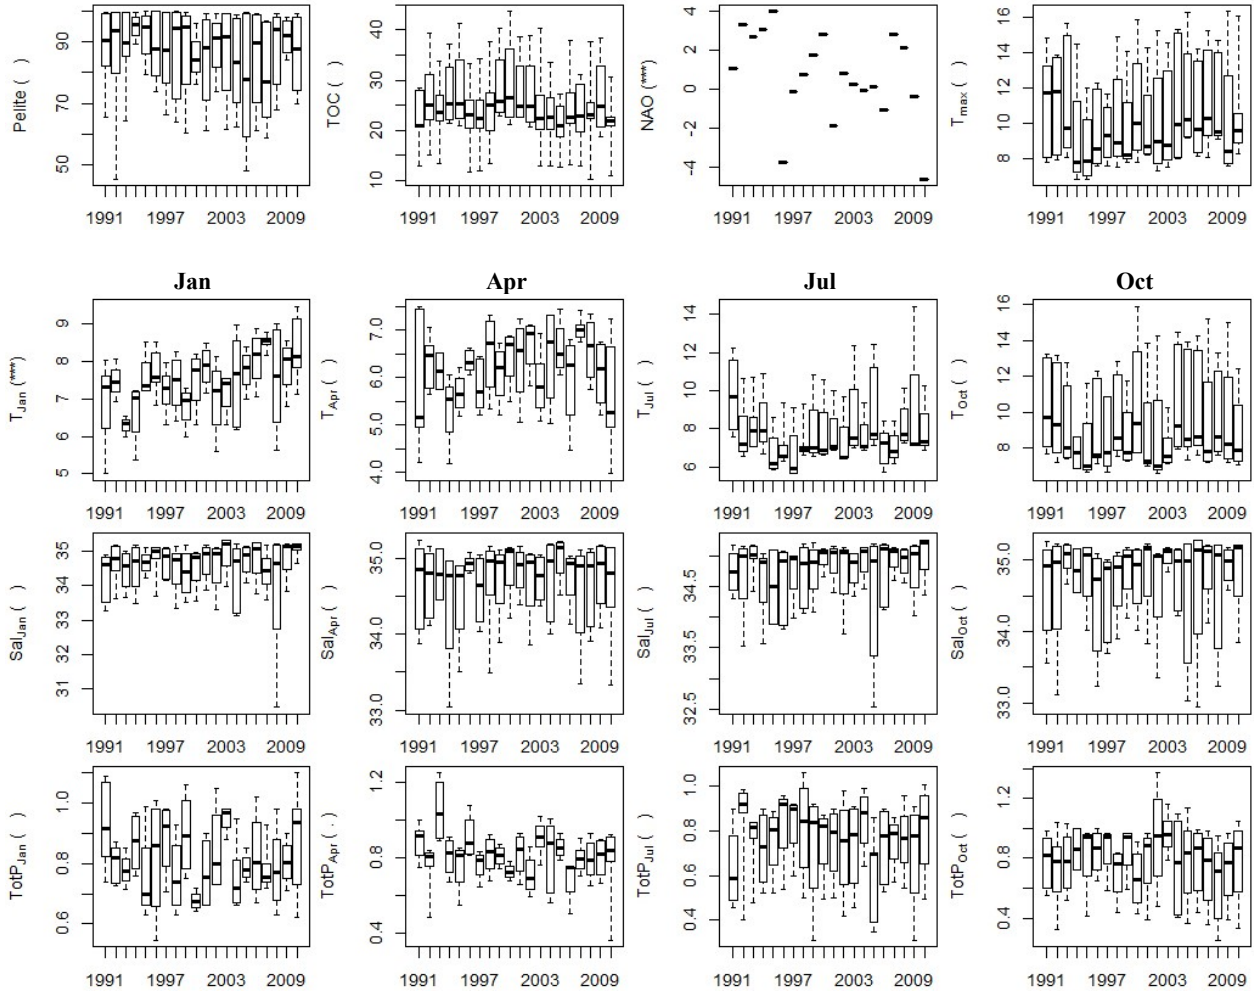 Pelite ( )
90
70
50
1991 1997 2003 2009
TOC ( )
40
30
20
10
1991 1997 2003 2009
NAO (***)
4
2
0
-2
-4
1991 1997 2003 2009
Tmax ( )
16
14
12
10
8
1991 1997 2003 2009
Jan
Apr
Jul
Oct
TJan (***)
9
8
7
6
5
1991 1997 2003 2009
TApr ( )
7.0
6.0
5.0
4.0
1991 1997 2003 2009
TJul ( )
14
12
10
8
6
1991 1997 2003 2009
TOct ( )
16
14
12
10
8
1991 1997 2003 2009
SalJan ( )
35
34
33
32
31
1991 1997 2003 2009
SalApr ( )
35.0
34.0
33.0
1991 1997 2003 2009
SalJul ( )
34.5
33.5
32.5
1991 1997 2003 2009
SalOct ( )
35.0
34.0
33.0
1991 1997 2003 2009
TotPJan ( )
1.0
0.8
0.6
1991 1997 2003 2009
TotPApr ( . )
1.2
0.8
0.4
1991 1997 2003 2009
TotPJul ( )
1.0
0.8
0.6
0.4
1991 1997 2003 2009
TotPOct ( )
1.2
0.8
0.4
1991 1997 2003 2009